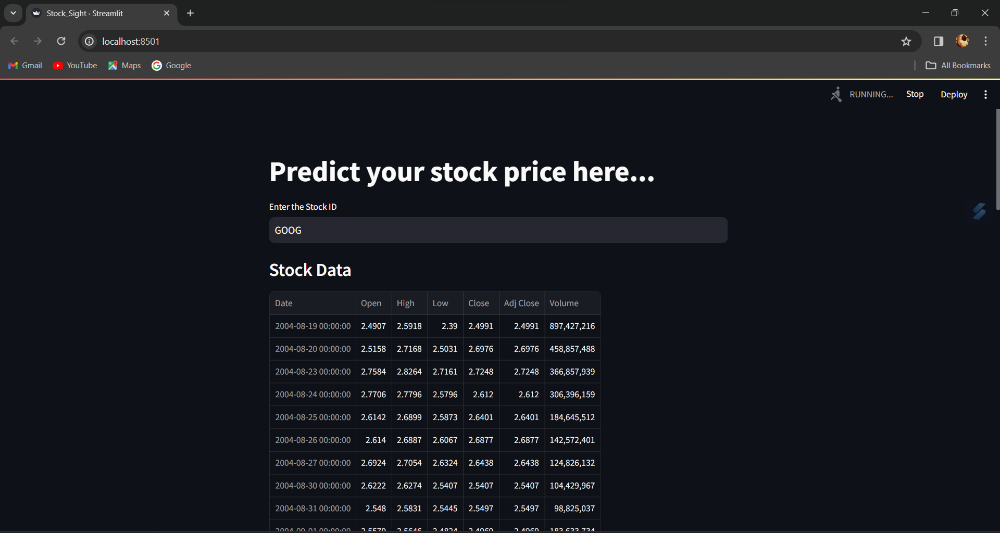 Stock_Sight · Streamlit
localhost:8501
Gmail YouTube Maps Google All Bookmarks
RUNNING... Stop Deploy
Predict your stock price here...
Enter the Stock ID
GOOG
Stock Data
Date Open High Low Close Adj Close Volume
2004-08-19 00:00:00 2.4907 2.5918 2.39 2.4991 2.4991 897,427,216
2004-08-20 00:00:00 2.5158 2.7168 2.5031 2.6976 2.6976 458,857,488
2004-08-23 00:00:00 2.7584 2.8264 2.7161 2.7248 2.7248 366,857,939
2004-08-24 00:00:00 2.7706 2.7796 2.5796 2.612 2.612 306,396,159
2004-08-25 00:00:00 2.6142 2.6899 2.5873 2.6401 2.6401 184,645,512
2004-08-26 00:00:00 2.614 2.6887 2.6067 2.6877 2.6877 142,572,401
2004-08-27 00:00:00 2.6924 2.7054 2.6324 2.6438 2.6438 124,826,132
2004-08-30 00:00:00 2.6222 2.6274 2.5407 2.5407 2.5407 104,429,967
2004-08-31 00:00:00 2.548 2.5831 2.5445 2.5497 2.5497 98,825,037